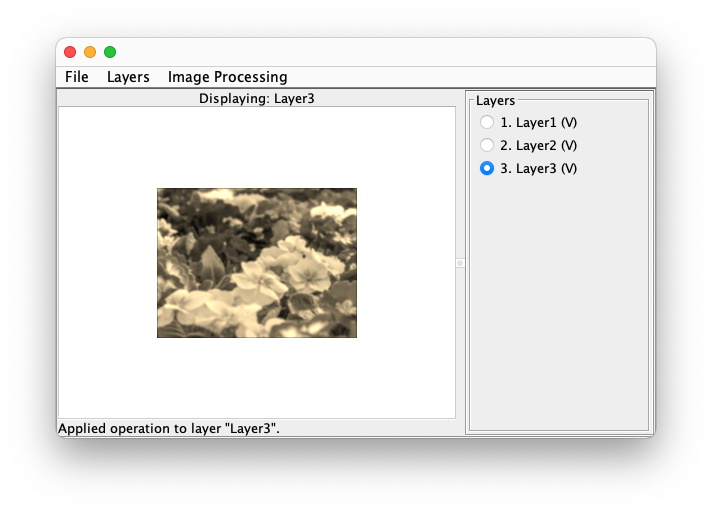 File Layers Image Processing
Displaying: Layer3
Layers
1. Layer1 (V)
2. Layer2 (V)
3. Layer3 (V)
Applied operation to layer "Layer3".